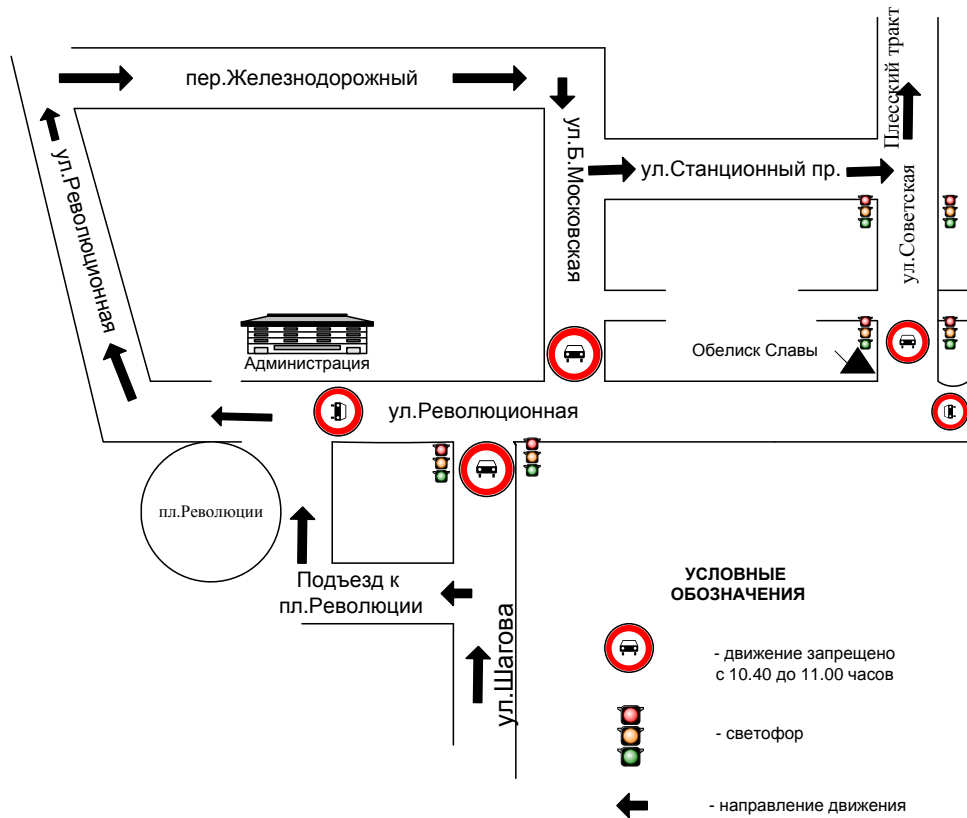 пер.Железнодорожный
Плесский тракт
ул.Революционная
ул.Б.Московская
ул.Станционный пр.
ул.Советская
Администрация
Обелиск Славы
ул.Революционная
пл.Революции
Подъезд к
пл.Революции
ул.Шагова
УСЛОВНЫЕ
ОБОЗНАЧЕНИЯ
- движение запрещено
с 10.40 до 11.00 часов
- светофор
- направление движения